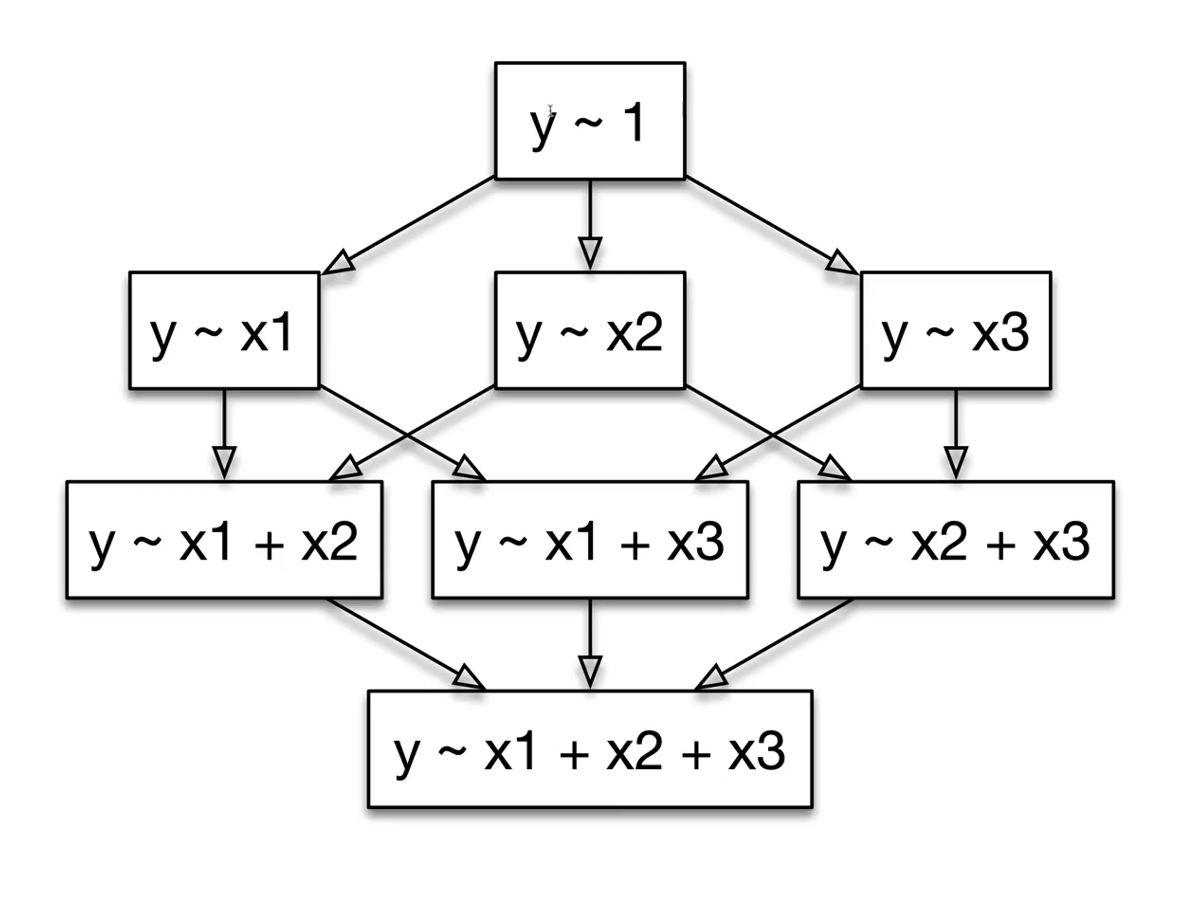 y ~ 1
y ~ x1
y ~ x2
y ~ x3
y ~ x1 + x2
y ~ x1 + x3
y ~ x2 + x3
y ~ x1 + x2 + x3